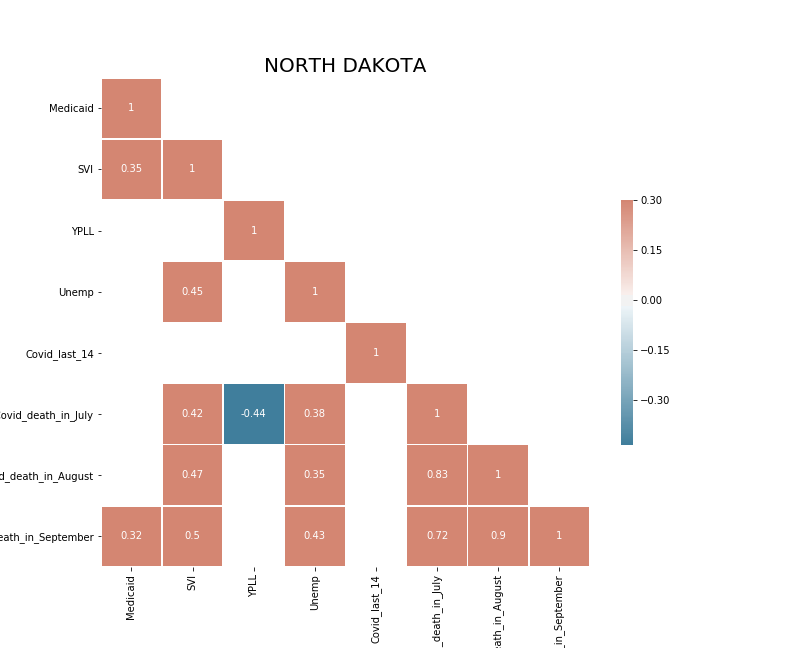 NORTH DAKOTA
Medicaid
1
SVI
0.35
1
0.30
YPLL
1
0.15
Unemp
0.45
1
0.00
Covid_last_14
1
−0.15
−0.30
ovid_death_in_July
0.42
-0.44
0.38
1
d_death_in_August
0.47
0.35
0.83
1
eath_in_September
0.32
0.5
0.43
0.72
0.9
1
Medicaid
SVI
YPLL
Unemp
Covid_last_14
_death_in_July
eath_in_August
_in_September